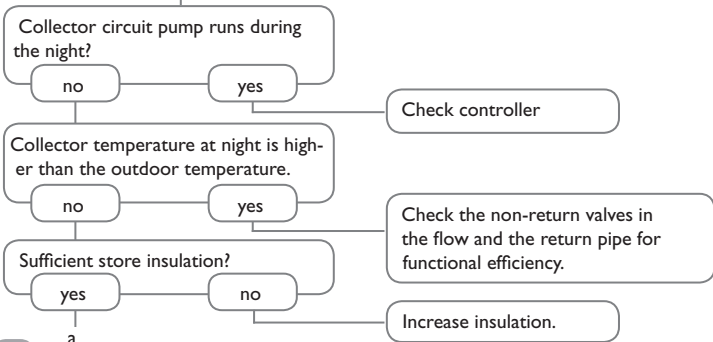 Collector circuit pump runs during
the night?
no
yes
Check controller
Collector temperature at night is high-
er than the outdoor temperature.
no
yes
Check the non-return valves in
the flow and the return pipe for
functional efficiency.
Sufficient store insulation?
yes
no
Increase insulation.
a